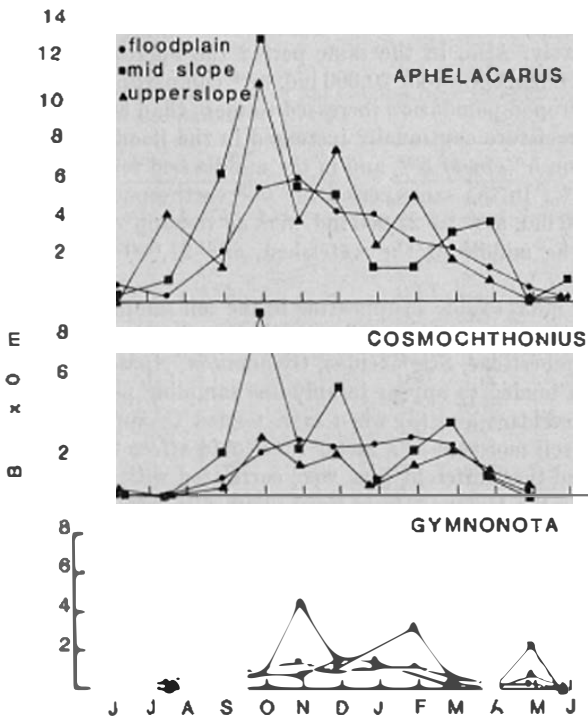 14
12
10
8
6
4
2
floodplain
mid slope
upperslope
APHELACARUS
8
6
2
COSMOCHTHONIUS
B x O E
8
6
4
2
GYMNONOTA
J J A S O N D J F M A M J